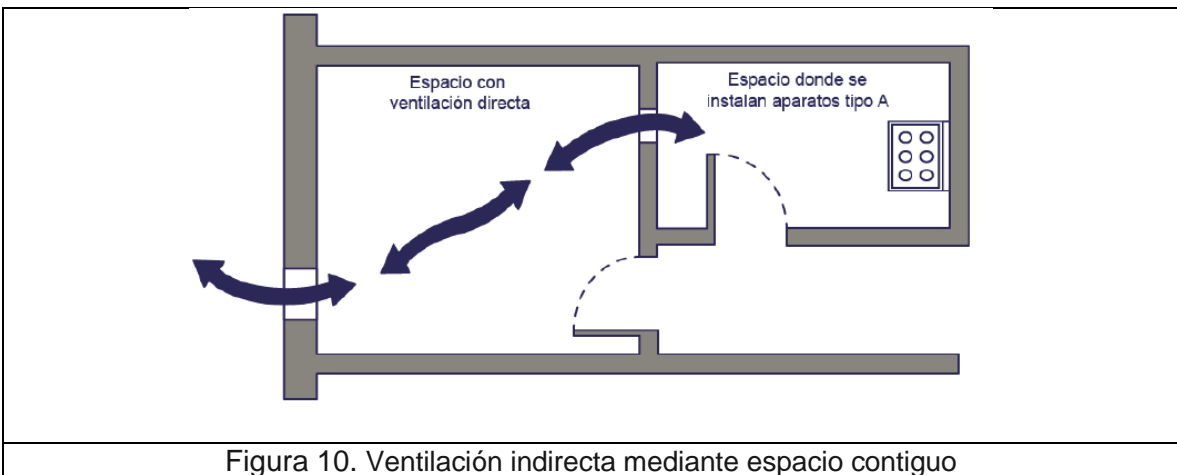 Espacio con
ventilación directa
Espacio donde se
instalan aparatos tipo A
Figura 10. Ventilación indirecta mediante espacio contiguo